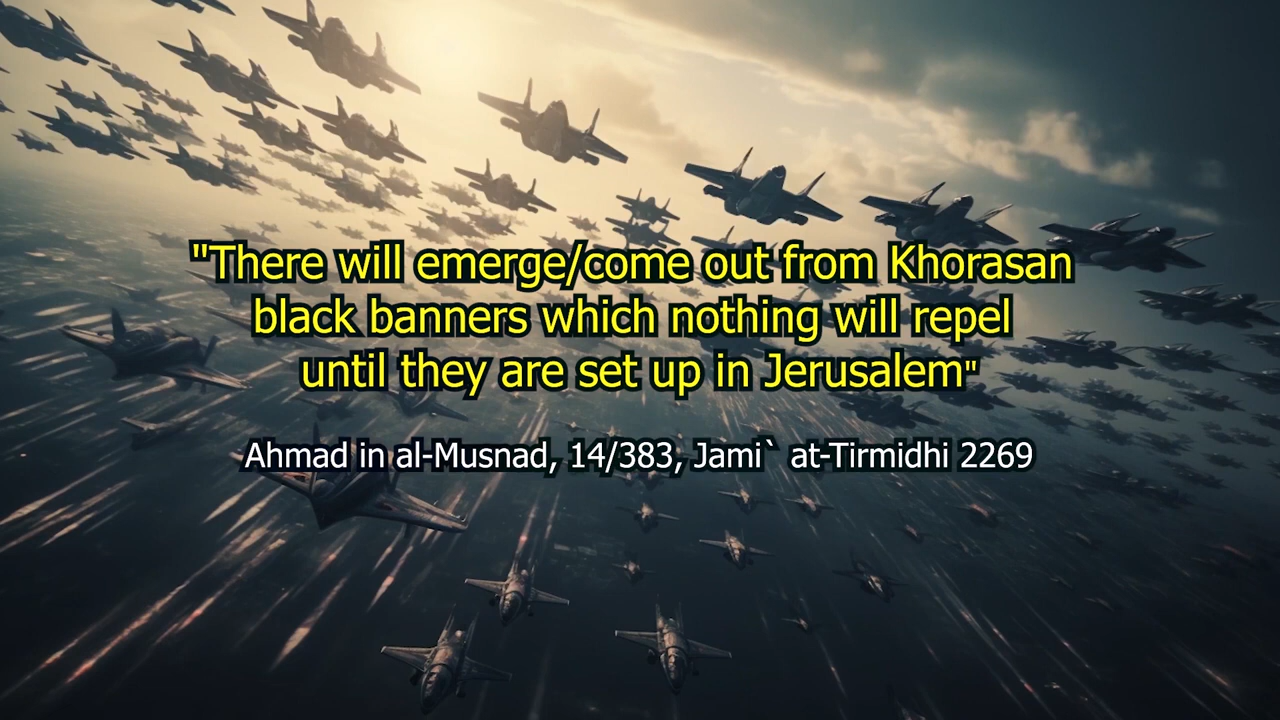 "There will emerge/come out from Khorasan
black banners which nothing will repel
until they are set up in Jerusalem"
Ahmad in al-Musnad, 14/383, Jami` at-Tirmidhi 2269